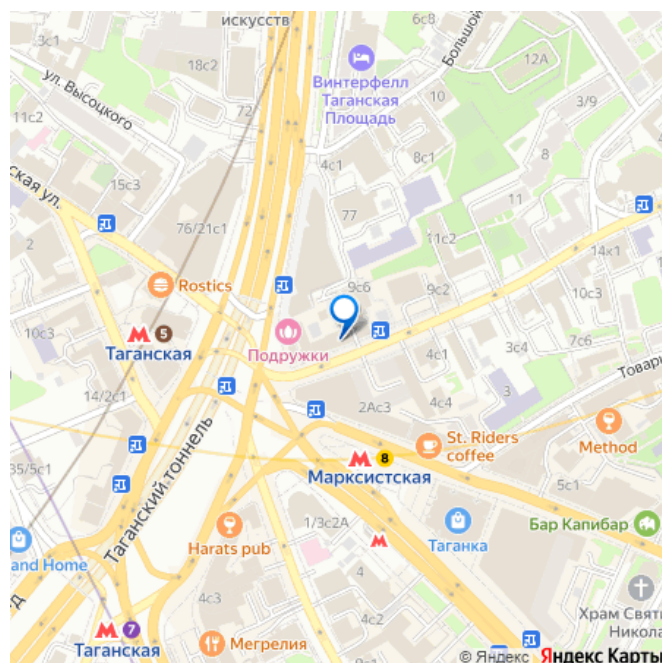 искусств
3с1
6с8
Большой
18с2
12А
ул. Высоцкого
72
Винтерфелл
Таганская
Площадь
10
3/9
11с2
4с1
8с1
8
15с3
ская ул.
11
77
76/21с1
11с2
2
14к1
Rostics
9с6
9с2
10с3
10с3
М 5
Таганская
Подружки
4с1
3с4
7с6
14/2с1
3
Товарн
4с4
2Ас3
St. Riders
coffee
Method
М 8
Марксистская
35/5с1
5с1
Таганский тоннель
1/3с2А
Бар Капибар
Таганка
and Home
Harats pub
М
4с3
4
Храм Свят
Никола
М 7
Таганская
Мегрелия
4с2
© Яндекс Яндекс Карты